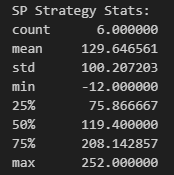 SP Strategy Stats:
count 6.000000
mean 129.646561
std 100.207203
min -12.000000
25% 75.866667
50% 119.400000
75% 208.142857
max 252.000000